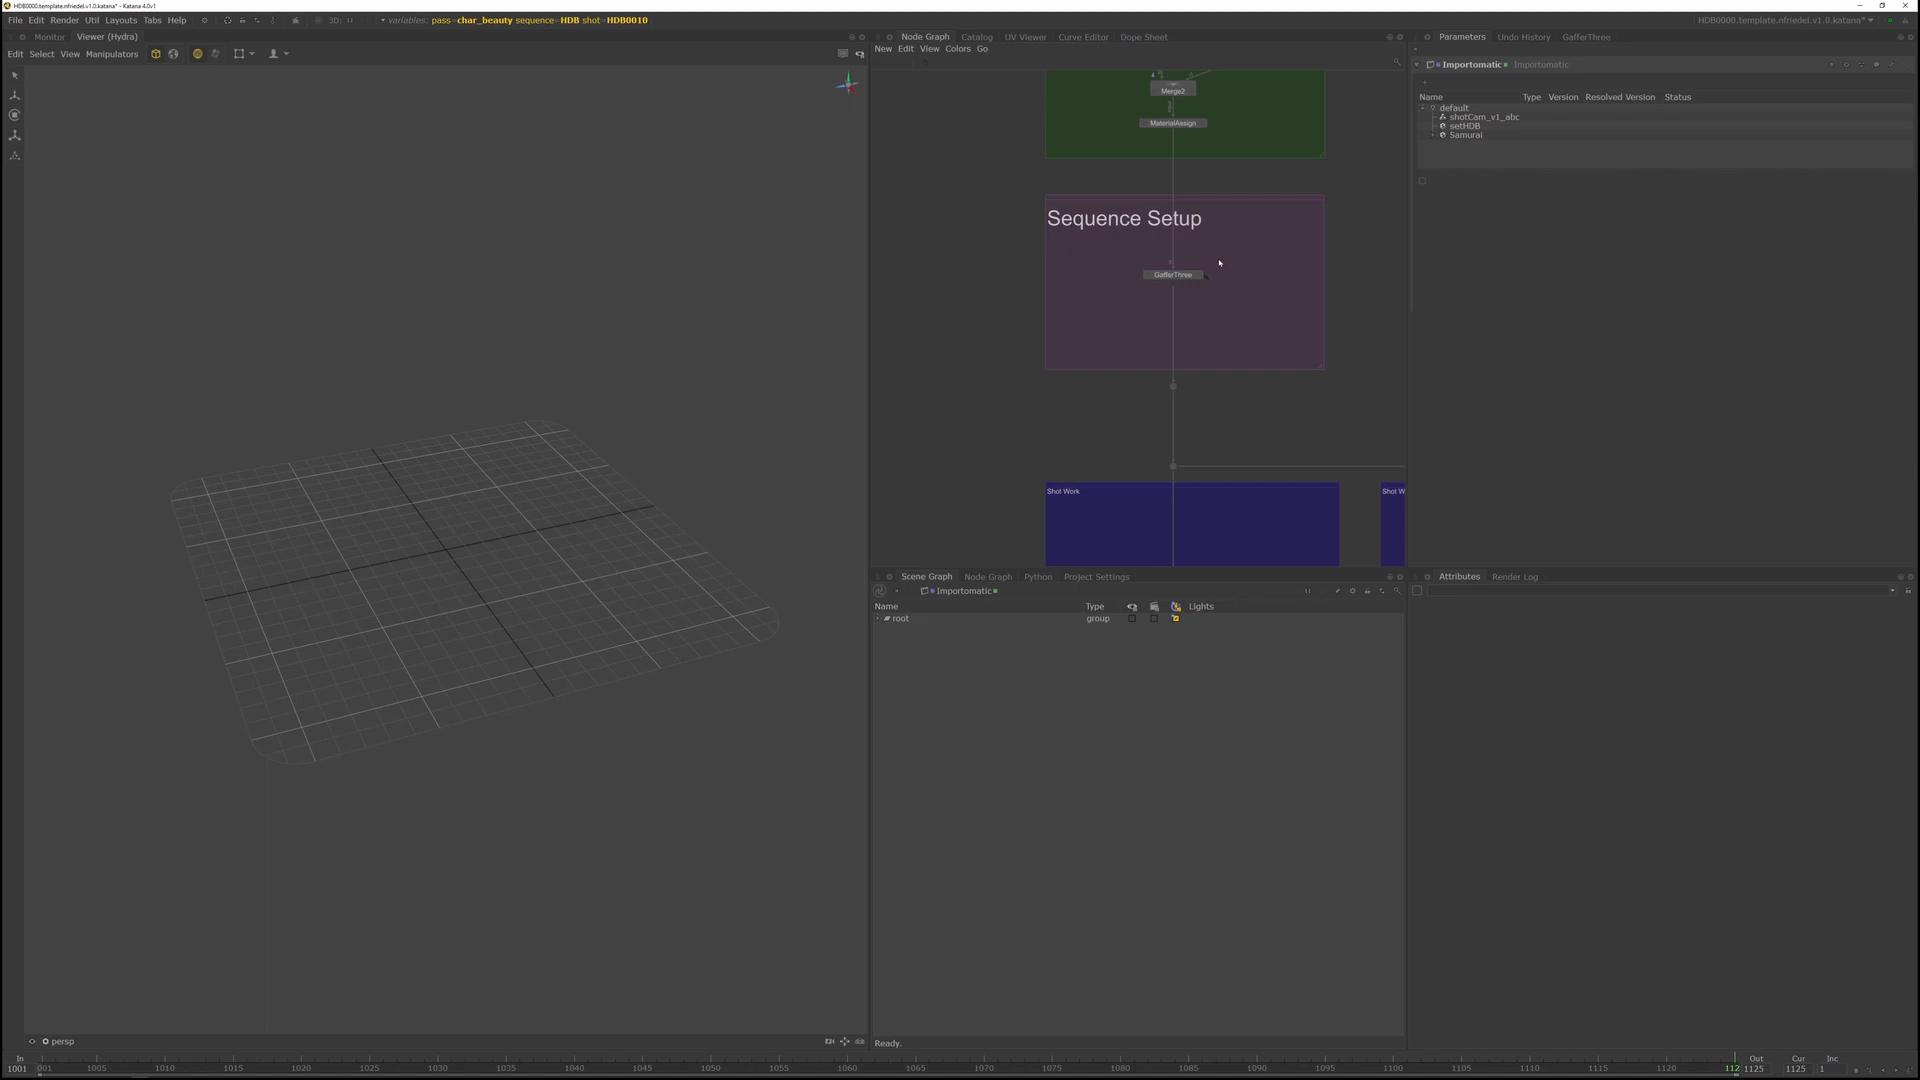 HDB0000.template.nfriedel.v1.0.katana* - Katana 4.0v1
File Edit Render Util Layouts Tabs Help 3D: variables: pass=char_beauty sequence=HDB shot=HDB0010 HDB0000.template.nfriedel.v1.0.katana*
Monitor Viewer (Hydra)
Edit Select View Manipulators
persp
Node Graph Catalog UV Viewer Curve Editor Dope Sheet
New Edit View Colors Go
Merge2
MaterialAssign
Sequence Setup
GafferThree
Shot Work
Shot W
Scene Graph Node Graph Python Project Settings
Importomatic
Name Type Lights
root group
Ready.
Parameters Undo History GafferThree
Importomatic Importomatic
Name Type Version Resolved Version Status
default
shotCam_v1_abc
setHDB
Samurai
Attributes Render Log
In Out Cur Inc
1001 001 1005 1010 1015 1020 1025 1030 1035 1040 1045 1050 1055 1060 1065 1070 1075 1080 1085 1090 1095 1100 1105 1110 1115 1120 112 1125 1125 1